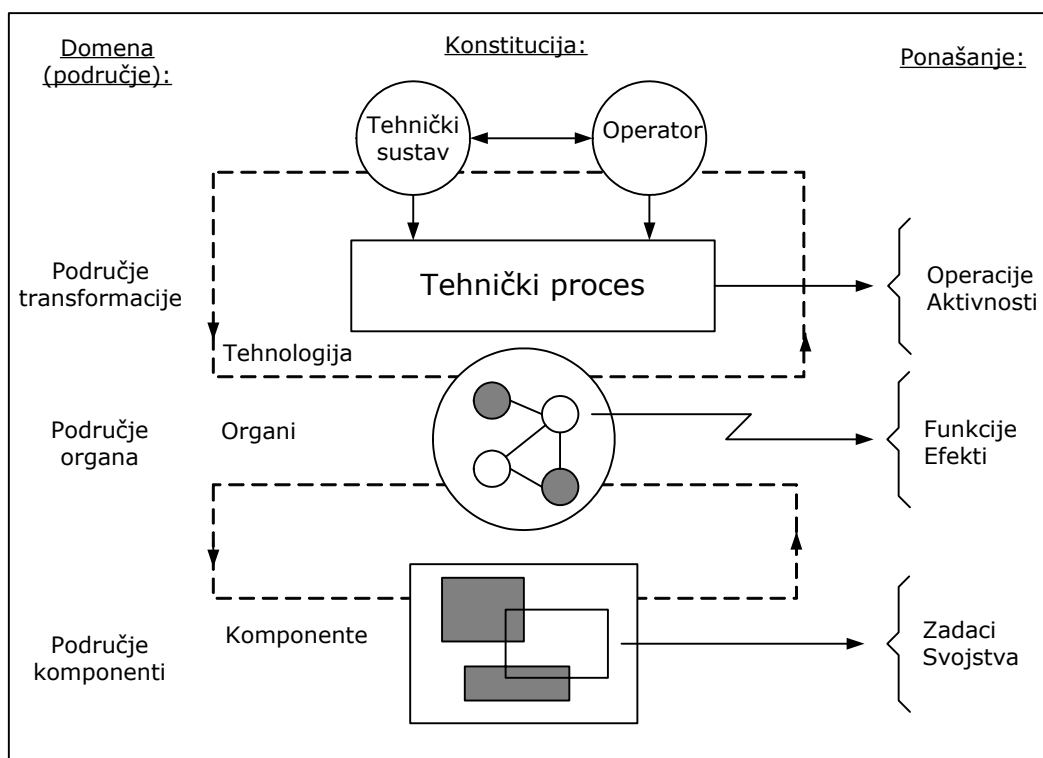 Domena
(područje):
Konstitucija:
Ponašanje:
Tehnički
sustav
Operator
Područje
transformacije
Tehnički proces
Operacije
Aktivnosti
Tehnologija
Područje
organa
Organi
Funkcije
Efekti
Područje
komponenti
Komponente
Zadaci
Svojstva